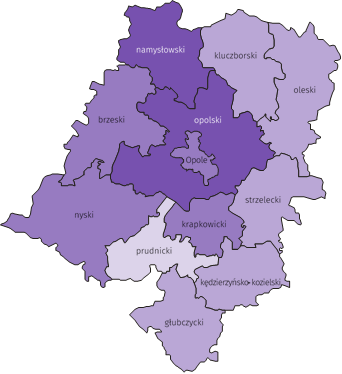 namysłowski
kluczborski
oleski
brzeski
opolski
Opole
strzelecki
nyski
krapkowicki
prudnicki
kędzierzyńsko-kozielski
głubczycki